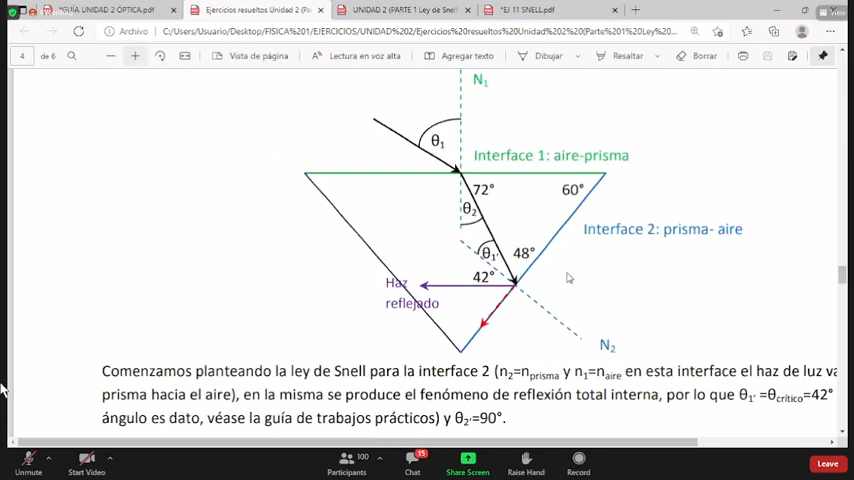 GUÍA UNIDAD 2 ÓPTICA.pdf
Ejercicios resueltos Unidad 2 (Pa
UNIDAD 2 (PARTE 1 Ley de Snell
*EJ 11 SNELL.pdf
View
Archivo
C:/Users/Usuario/Desktop/FISICA%201/EJERCICIOS/UNIDAD%202/Ejercicios%20resueltos%20Unidad%202%20(Parte%201%20Ley%...
4
de 6
Vista de página
Lectura en voz alta
Agregar texto
Dibujar
Resaltar
Borrar
N₁
θ₁
Interface 1: aire-prisma
72°
60°
θ₂
Interface 2: prisma- aire
θ₁'
48°
42°
Haz
reflejado
N₂
Comenzamos planteando la ley de Snell para la interface 2 (n₂=nprisma y n₁=naire en esta interface el haz de luz va
prisma hacia el aire), en la misma se produce el fenómeno de reflexión total interna, por lo que θ₁' =θcrítico=42°
ángulo es dato, véase la guía de trabajos prácticos) y θ₂'=90°.
Unmute
Start Video
Participants
100
Chat
15
Share Screen
Raise Hand
Record
Leave